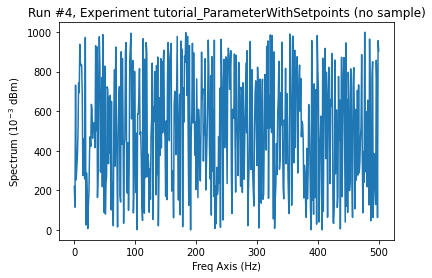 Run #4, Experiment tutorial_ParameterWithSetpoints (no sample)
1000
800
600
400
200
0
Spectrum (10⁻³ dBm)
0 100 200 300 400 500
Freq Axis (Hz)